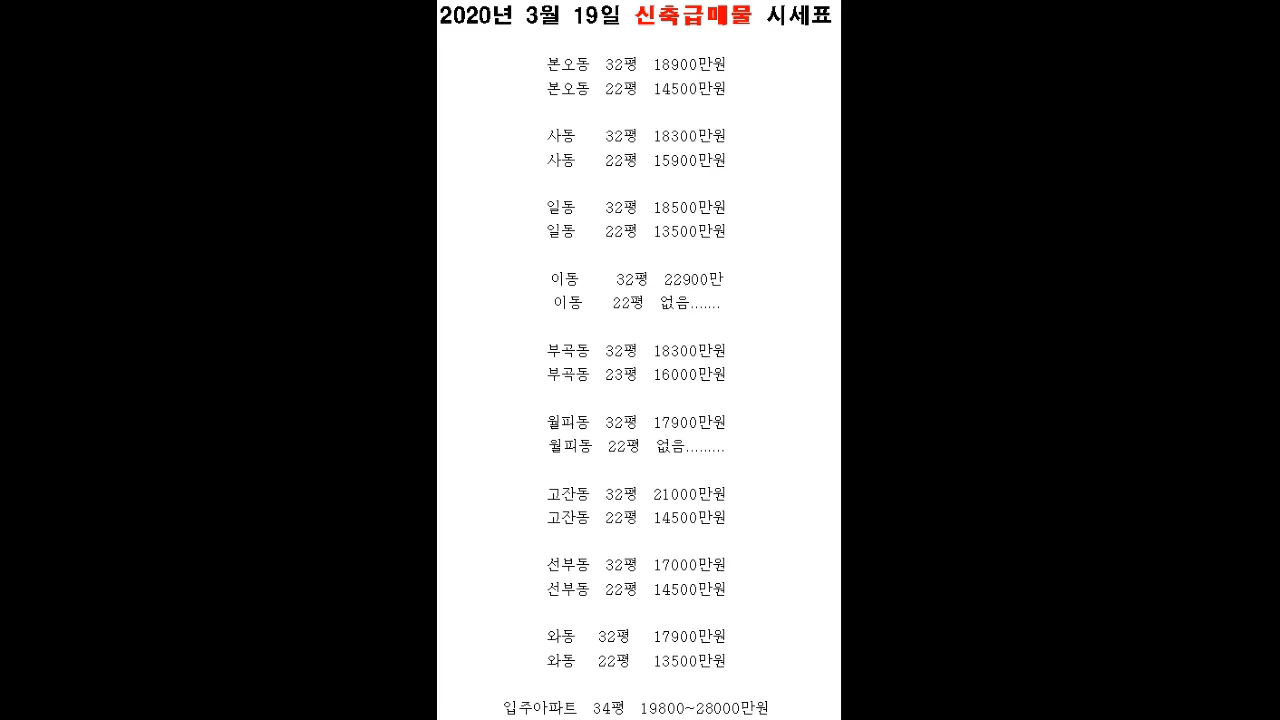 2020년 3월 19일 신축급매물 시세표
본오동 32평 18900만원
본오동 22평 14500만원
사동 32평 18300만원
사동 22평 15900만원
일동 32평 18500만원
일동 22평 13500만원
이동 32평 22900만
이동 22평 없음.......
부곡동 32평 18300만원
부곡동 23평 16000만원
월피동 32평 17900만원
월피동 22평 없음.........
고잔동 32평 21000만원
고잔동 22평 14500만원
선부동 32평 17000만원
선부동 22평 14500만원
와동 32평 17900만원
와동 22평 13500만원
입주아파트 34평 19800~28000만원